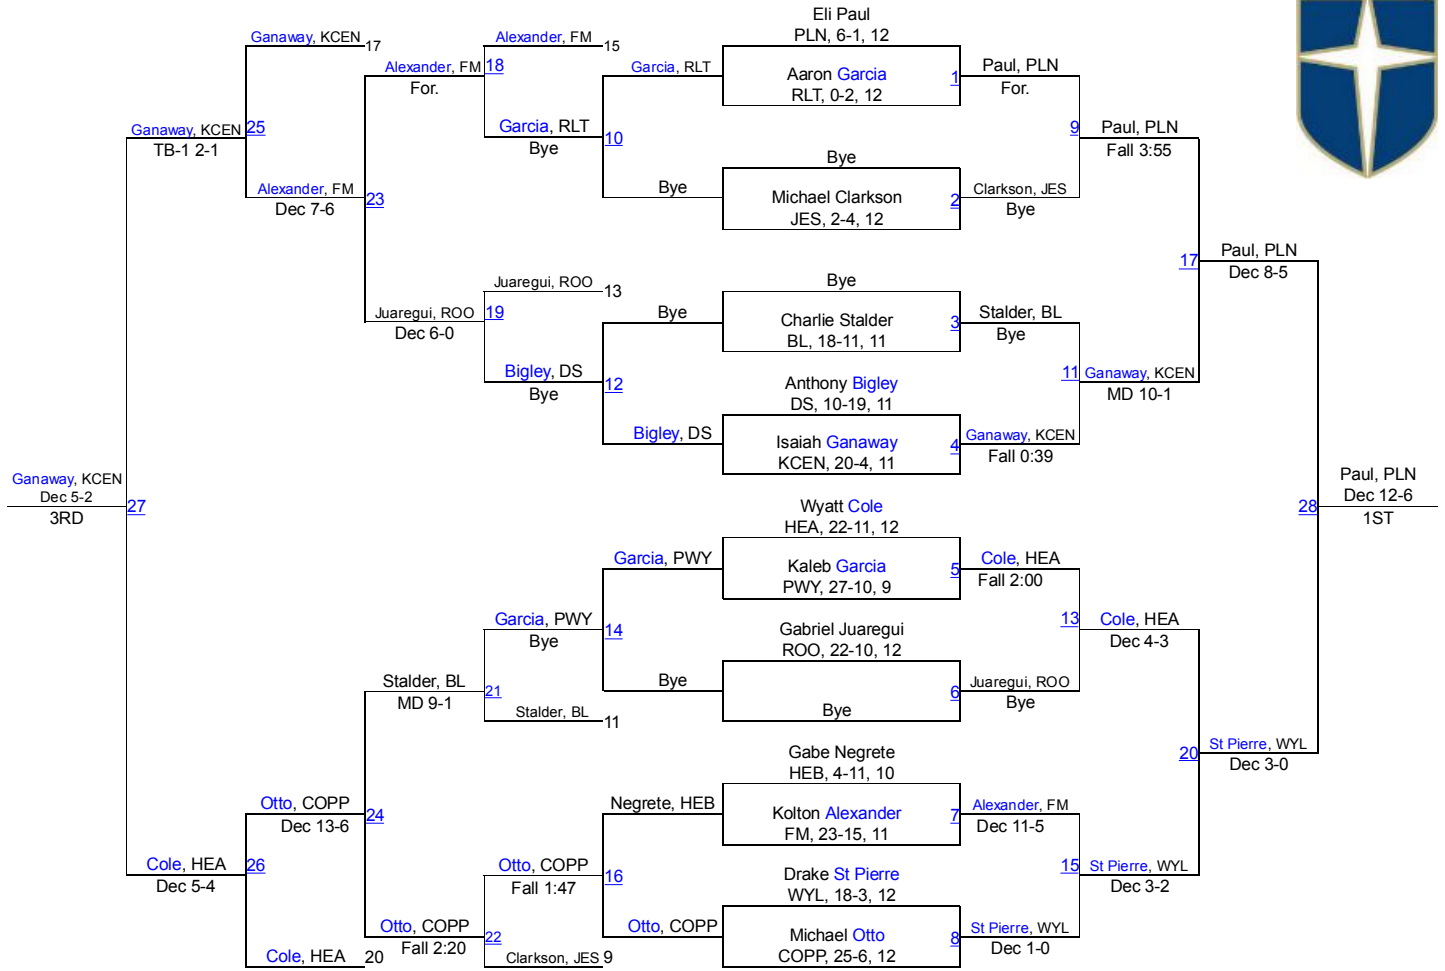 Eli Paul
PLN, 6-1, 12
Aaron Garcia
RLT, 0-2, 12
Bye
Michael Clarkson
JES, 2-4, 12
Bye
Charlie Stalder
BL, 18-11, 11
Anthony Bigley
DS, 10-19, 11
Isaiah Ganaway
KCEN, 20-4, 11
Wyatt Cole
HEA, 22-11, 12
Kaleb Garcia
PWY, 27-10, 9
Gabriel Juaregui
ROO, 22-10, 12
Bye
Gabe Negrete
HEB, 4-11, 10
Kolton Alexander
FM, 23-15, 11
Drake St Pierre
WYL, 18-3, 12
Michael Otto
COPP, 25-6, 12
1
Paul, PLN
For.
2
Clarkson, JES
Bye
3
Stalder, BL
Bye
4
Ganaway, KCEN
Fall 0:39
5
Cole, HEA
Fall 2:00
6
Juaregui, ROO
Bye
7
Alexander, FM
Dec 11-5
8
St Pierre, WYL
Dec 1-0
9
Paul, PLN
Fall 3:55
11
Ganaway, KCEN
MD 10-1
13
Cole, HEA
Dec 4-3
15
St Pierre, WYL
Dec 3-2
17
Paul, PLN
Dec 8-5
20
St Pierre, WYL
Dec 3-0
28
Paul, PLN
Dec 12-6
1ST
Garcia, RLT
Bye
Bye
Bigley, DS
Garcia, PWY
Bye
Negrete, HEB
Otto, COPP
Alexander, FM
15
Garcia, RLT
Bye
10
Juaregui, ROO
13
Bigley, DS
Bye
12
Garcia, PWY
Bye
14
Stalder, BL
11
Otto, COPP
Fall 1:47
16
Clarkson, JES
9
Alexander, FM
For.
18
Juaregui, ROO
Dec 6-0
19
Stalder, BL
MD 9-1
21
Otto, COPP
Fall 2:20
22
Ganaway, KCEN
17
Alexander, FM
Dec 7-6
23
Otto, COPP
Dec 13-6
24
Cole, HEA
20
Ganaway, KCEN
TB-1 2-1
25
Cole, HEA
Dec 5-4
26
Ganaway, KCEN
Dec 5-2
3RD
27